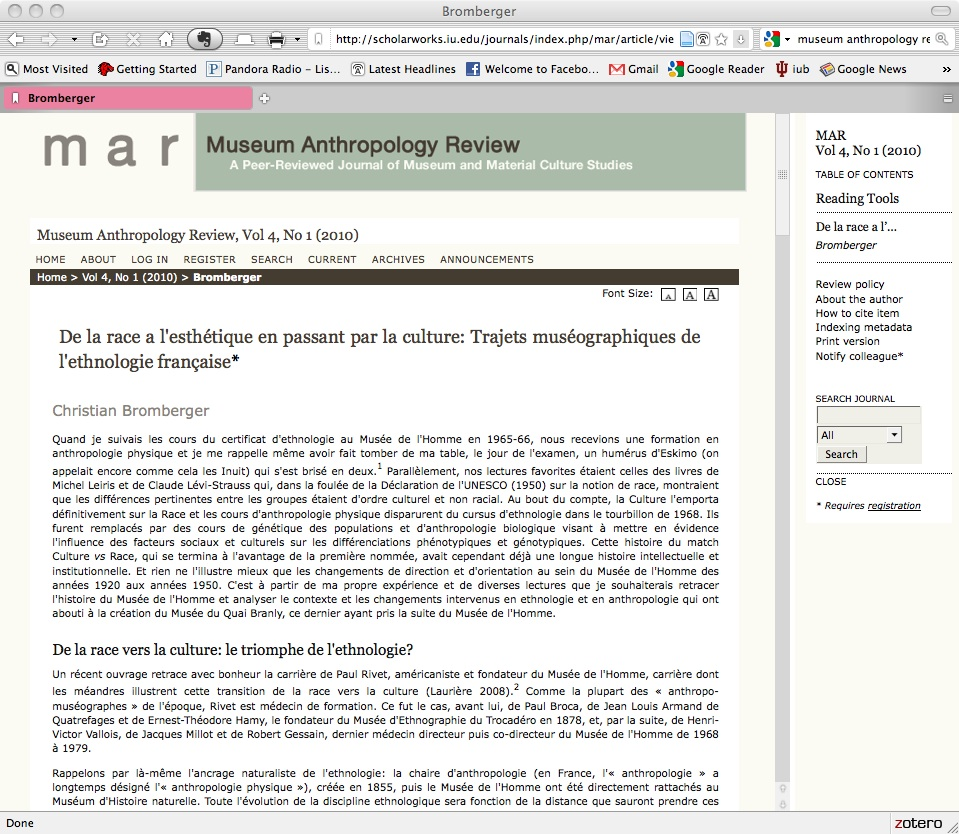 Bromberger
http://scholarworks.iu.edu/journals/index.php/mar/article/vie
museum anthropology re
Most Visited
Getting Started
Pandora Radio – Lis...
Latest Headlines
Welcome to Facebo...
Gmail
Google Reader
iub
Google News
»
Bromberger
mar
Museum Anthropology Review
A Peer-Reviewed Journal of Museum and Material Culture Studies
Museum Anthropology Review, Vol 4, No 1 (2010)
HOME ABOUT LOG IN REGISTER SEARCH CURRENT ARCHIVES ANNOUNCEMENTS
Home > Vol 4, No 1 (2010) > Bromberger
Font Size: A A A
De la race a l'esthétique en passant par la culture: Trajets muséographiques de
l'ethnologie française*
Christian Bromberger
Quand je suivais les cours du certificat d'ethnologie au Musée de l'Homme en 1965-66, nous recevions une formation en
anthropologie physique et je me rappelle même avoir fait tomber de ma table, le jour de l'examen, un humérus d'Eskimo (on
appelait encore comme cela les Inuit) qui s'est brisé en deux.1 Parallèlement, nos lectures favorites étaient celles des livres de
Michel Leiris et de Claude Lévi-Strauss qui, dans la foulée de la Déclaration de l'UNESCO (1950) sur la notion de race, montraient
que les différences pertinentes entre les groupes étaient d'ordre culturel et non racial. Au bout du compte, la Culture l'emporta
définitivement sur la Race et les cours d'anthropologie physique disparurent du cursus d'ethnologie dans le tourbillon de 1968. Ils
furent remplacés par des cours de génétique des populations et d'anthropologie biologique visant à mettre en évidence
l'influence des facteurs sociaux et culturels sur les différenciations phénotypiques et génotypiques. Cette histoire du match
Culture vs Race, qui se termina à l'avantage de la première nommée, avait cependant déjà une longue histoire intellectuelle et
institutionnelle. Et rien ne l'illustre mieux que les changements de direction et d'orientation au sein du Musée de l'Homme des
années 1920 aux années 1950. C'est à partir de ma propre expérience et de diverses lectures que je souhaiterais retracer
l'histoire du Musée de l'Homme et analyser le contexte et les changements intervenus en ethnologie et en anthropologie qui ont
abouti à la création du Musée du Quai Branly, ce dernier ayant pris la suite du Musée de l'Homme.
De la race vers la culture: le triomphe de l'ethnologie?
Un récent ouvrage retrace avec bonheur la carrière de Paul Rivet, américaniste et fondateur du Musée de l'Homme, carrière dont
les méandres illustrent cette transition de la race vers la culture (Laurière 2008).2 Comme la plupart des « anthropo-
muséographes » de l'époque, Rivet est médecin de formation. Ce fut le cas, avant lui, de Paul Broca, de Jean Louis Armand de
Quatrefages et de Ernest-Théodore Hamy, le fondateur du Musée d'Ethnographie du Trocadéro en 1878, et, par la suite, de Henri-
Victor Vallois, de Jacques Millot et de Robert Gessain, dernier médecin directeur puis co-directeur du Musée de l'Homme de 1968
à 1979.
Rappelons par là-même l'ancrage naturaliste de l'ethnologie: la chaire d'anthropologie (en France, l'« anthropologie » a
longtemps désigné l'« anthropologie physique »), créée en 1855, puis le Musée de l'Homme ont été directement rattachés au
Muséum d'Histoire naturelle. Toute l'évolution de la discipline ethnologique sera fonction de la distance que sauront prendre ces
MAR
Vol 4, No 1 (2010)
TABLE OF CONTENTS
Reading Tools
De la race a l'...
Bromberger
Review policy
About the author
How to cite item
Indexing metadata
Print version
Notify colleague*
SEARCH JOURNAL
All
Search
CLOSE
* Requires registration
Done
zotero